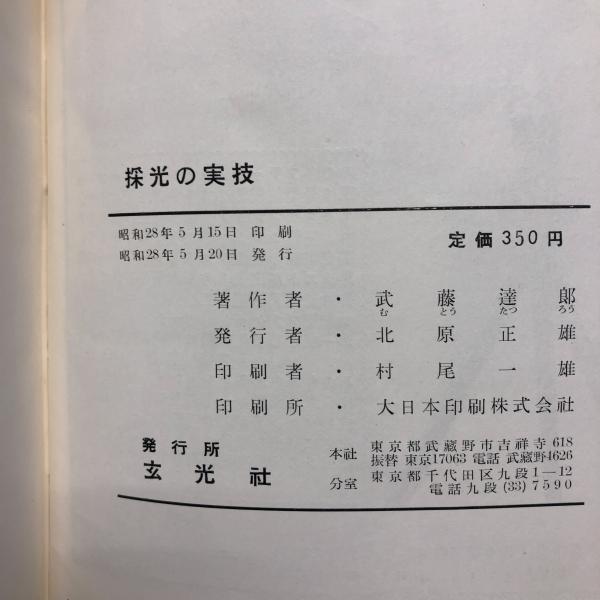 採光の実技
昭和28年5月15日 印刷
昭和28年5月20日 発行
定価350円
著作者・武藤達郎
むとうたつろう
発行者・北原正雄
印刷者・村尾一雄
印刷所・大日本印刷株式会社
発行所
玄光社
本社 東京都武蔵野市吉祥寺618
振替 東京17063 電話 武蔵野4626
分室 東京都千代田区九段1—12
電話九段(33)7590